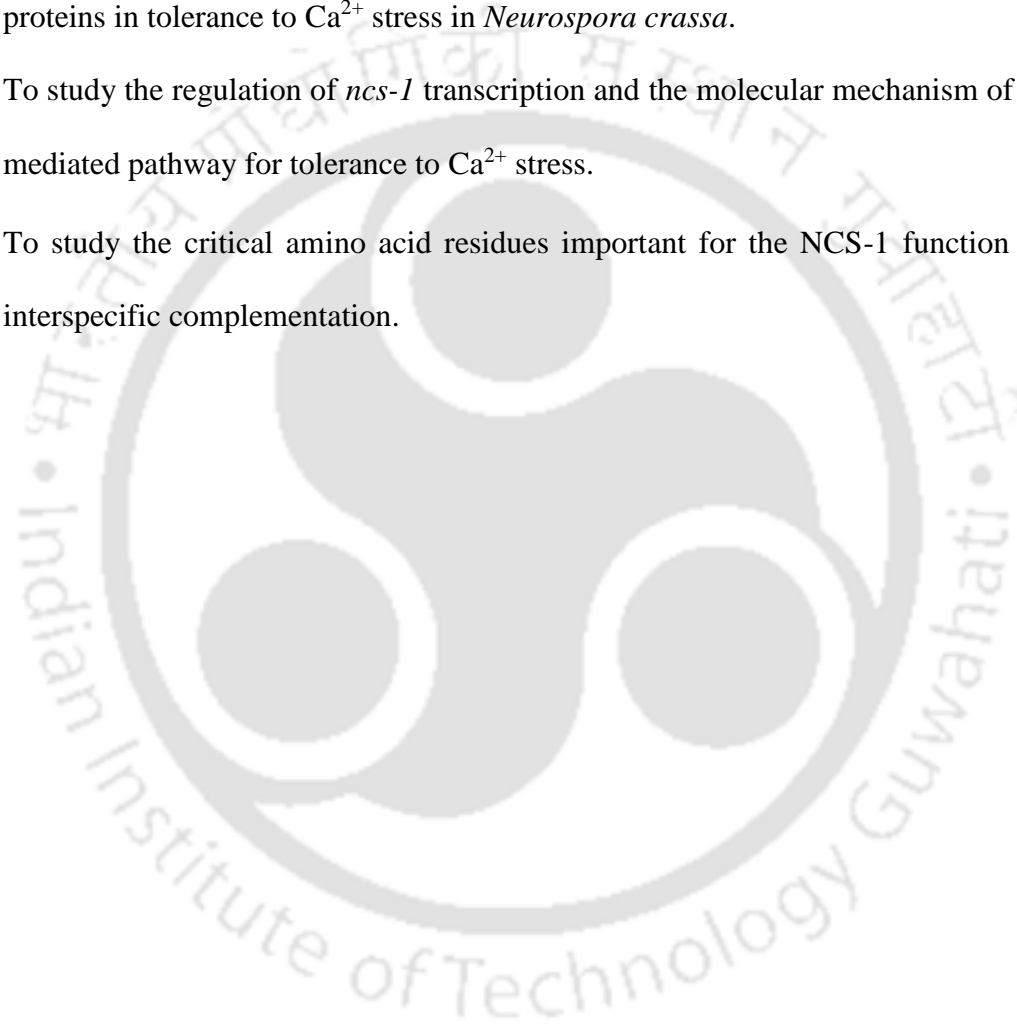 proteins in tolerance to Ca²⁺ stress in Neurospora crassa.
To study the regulation of ncs-1 transcription and the molecular mechanism of
mediated pathway for tolerance to Ca²⁺ stress.
To study the critical amino acid residues important for the NCS-1 function
interspecific complementation.
Indian Institute of Technology Guwahati